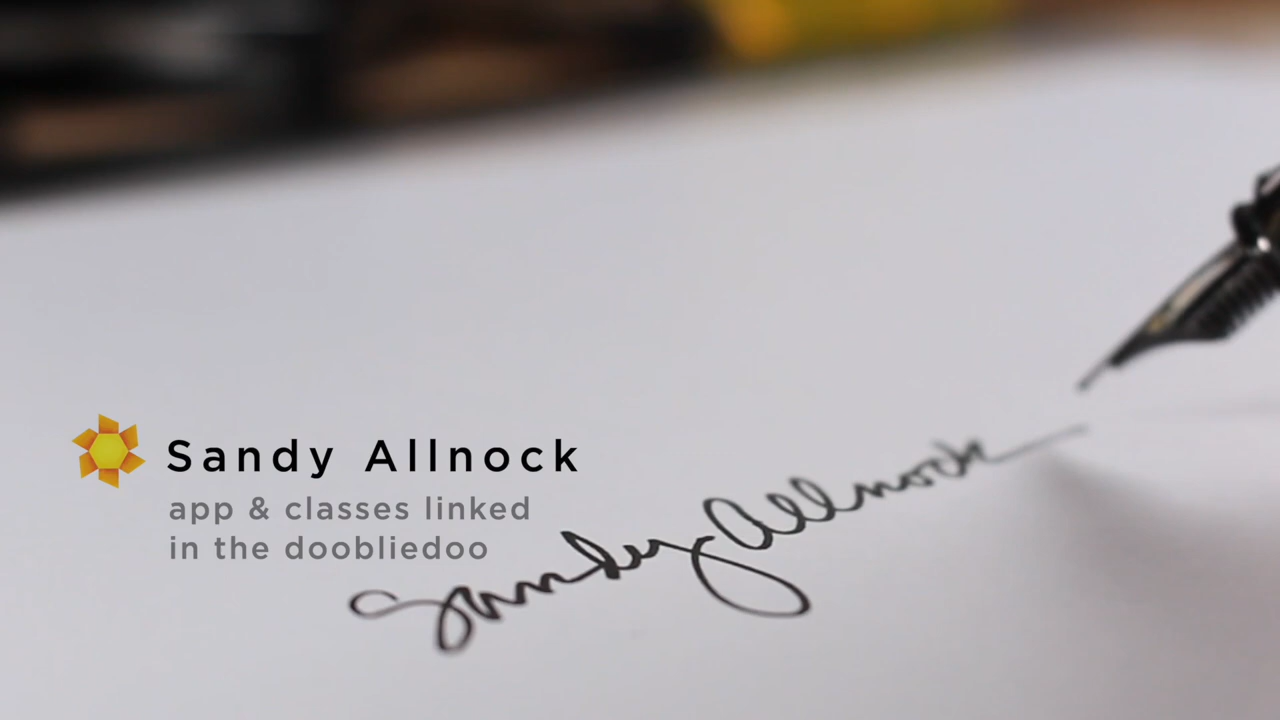 Sandy Allnock
app & classes linked
in the doobliedoo
Sandy Allnock